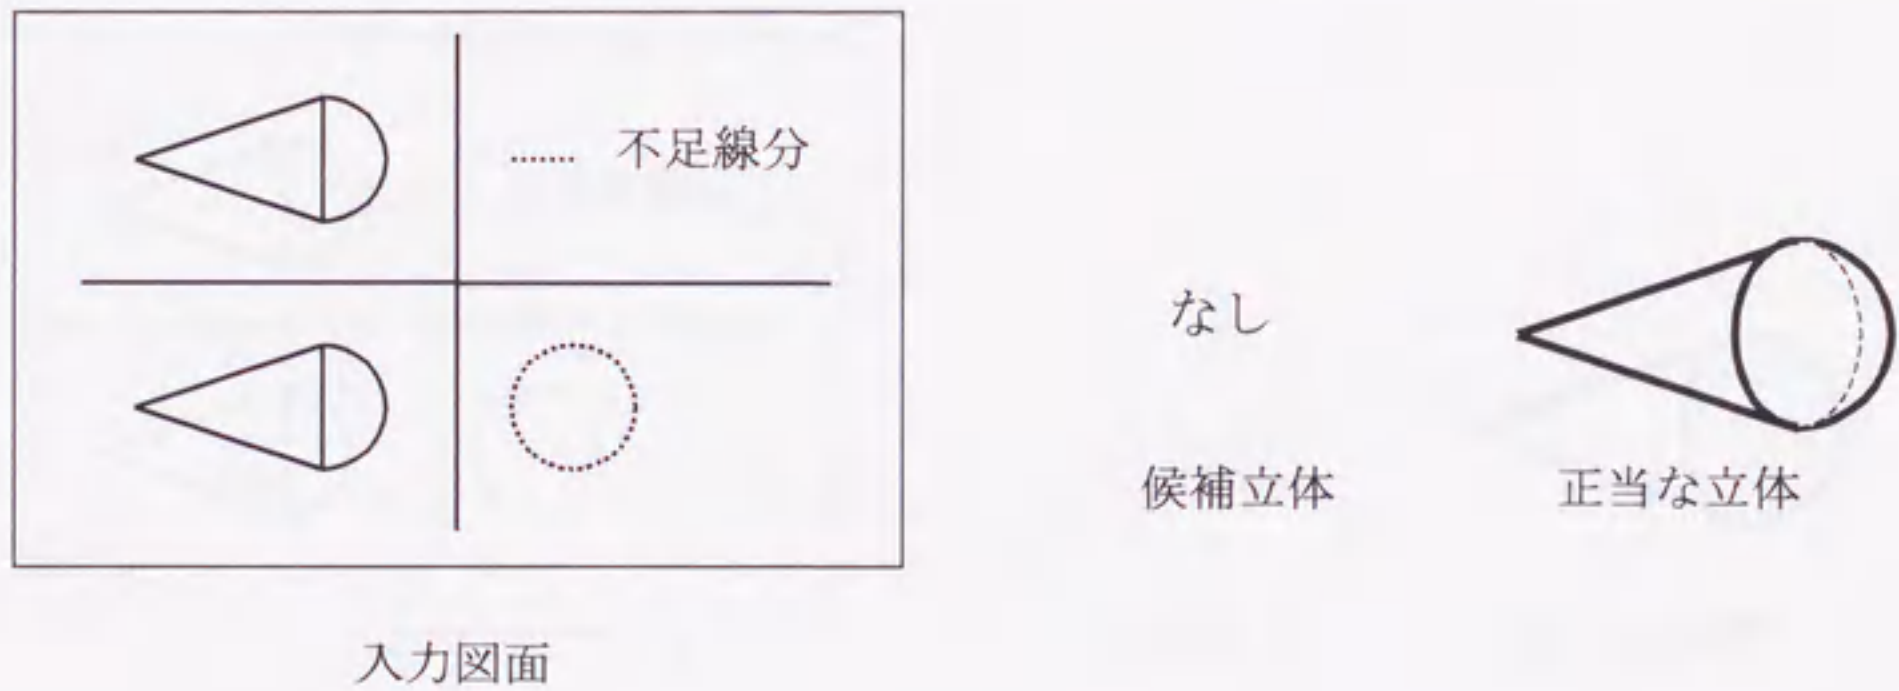 不足線分
なし
候補立体
正当な立体
入力図面